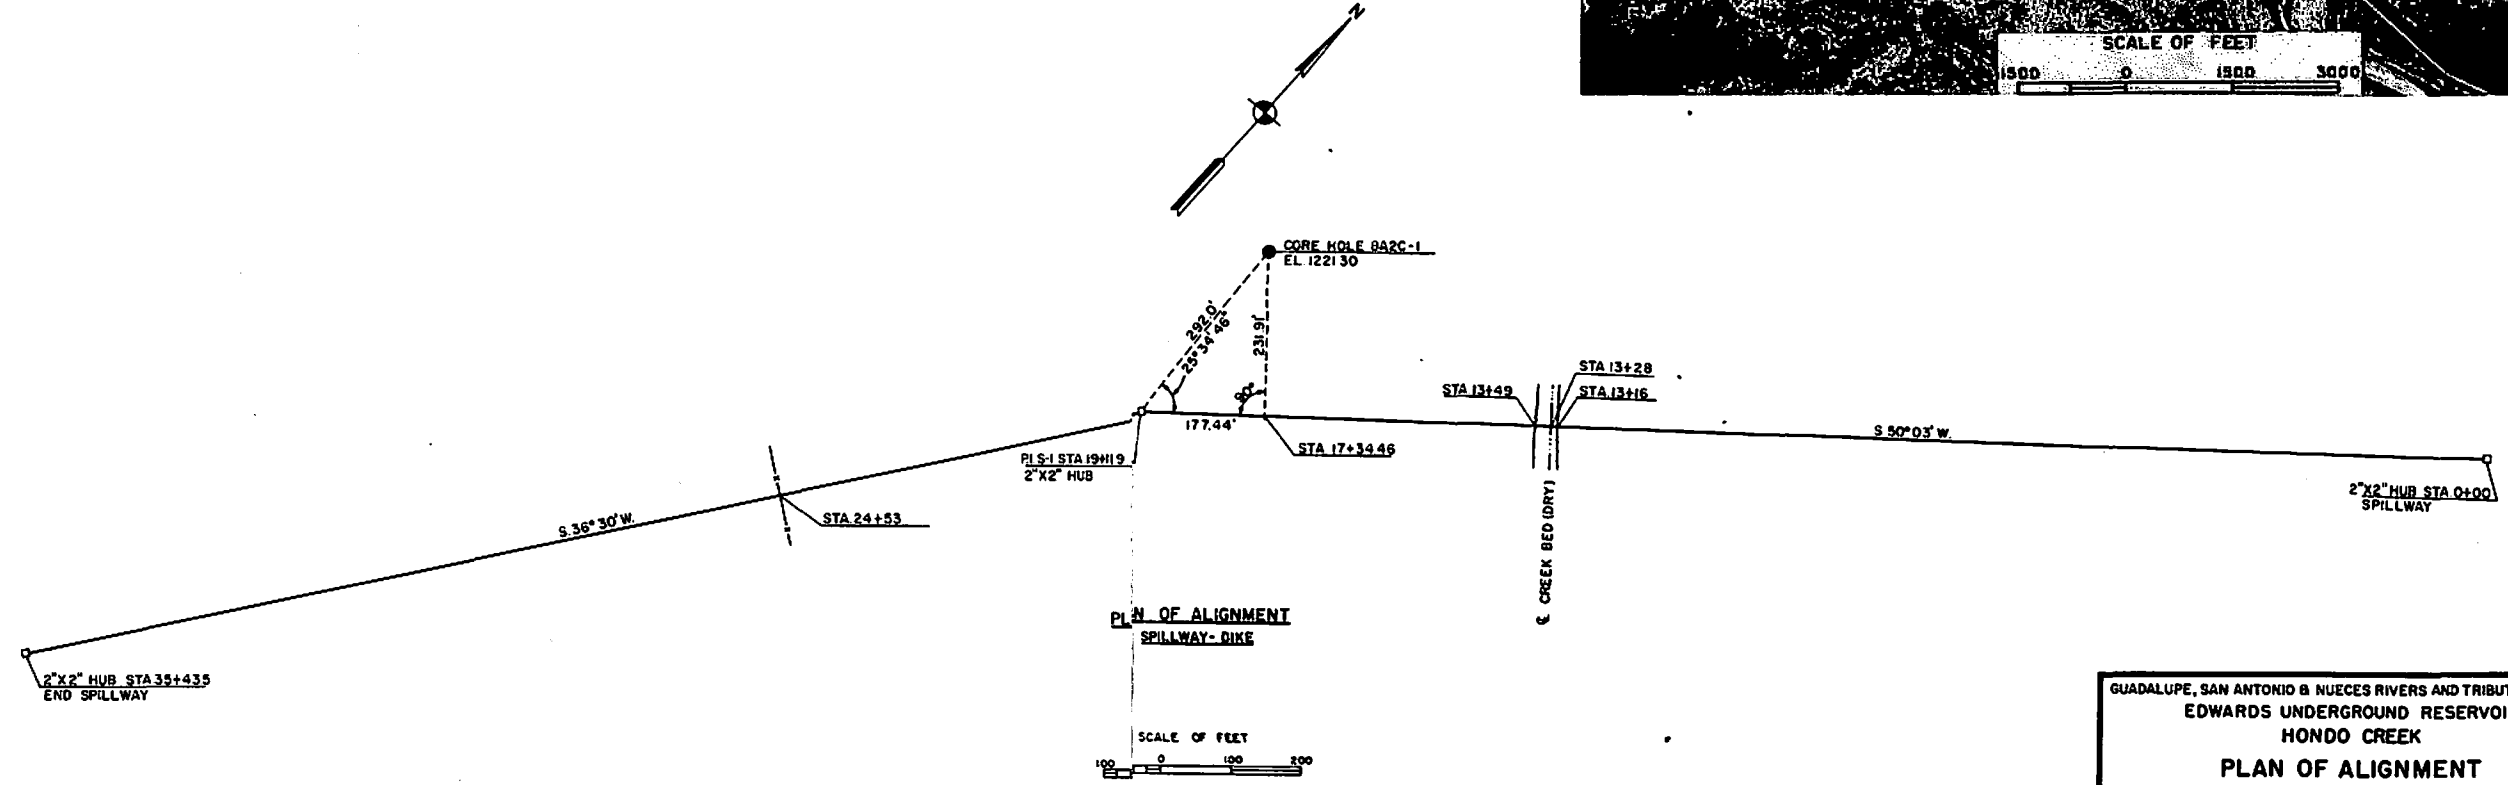 N
SCALE OF FEET
1500 0 1500 3000
CORE HOLE 8A2C-1
EL. 1221.30
292.0'
25°34'46"
231.91'
90°
177.44'
STA. 13+28
STA. 13+49
STA. 13+16
S 50°03' W.
P.I. S-1 STA 19+11.9
2"X2" HUB
STA. 17+34.46
2"X2" HUB STA. 0+00
SPILLWAY
S. 36°30' W.
STA. 24+53
℄ CREEK BED (DRY)
PL N OF ALIGNMENT
SPILLWAY- DIKE
2"X2" HUB STA 35+43.5
END SPILLWAY
SCALE OF FEET
100 0 100 200
GUADALUPE, SAN ANTONIO & NUECES RIVERS AND TRIBUT
EDWARDS UNDERGROUND RESERVOI
HONDO CREEK
PLAN OF ALIGNMENT